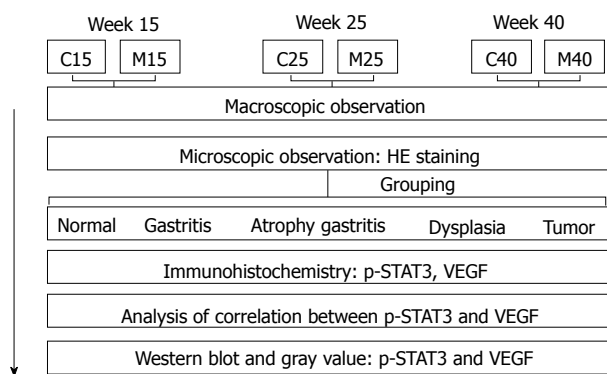 Week 15 Week 25 Week 40
C15 M15 C25 M25 C40 M40
Macroscopic observation
Microscopic observation: HE staining
Grouping
Normal Gastritis Atrophy gastritis Dysplasia Tumor
Immunohistochemistry: p-STAT3, VEGF
Analysis of correlation between p-STAT3 and VEGF
Western blot and gray value: p-STAT3 and VEGF